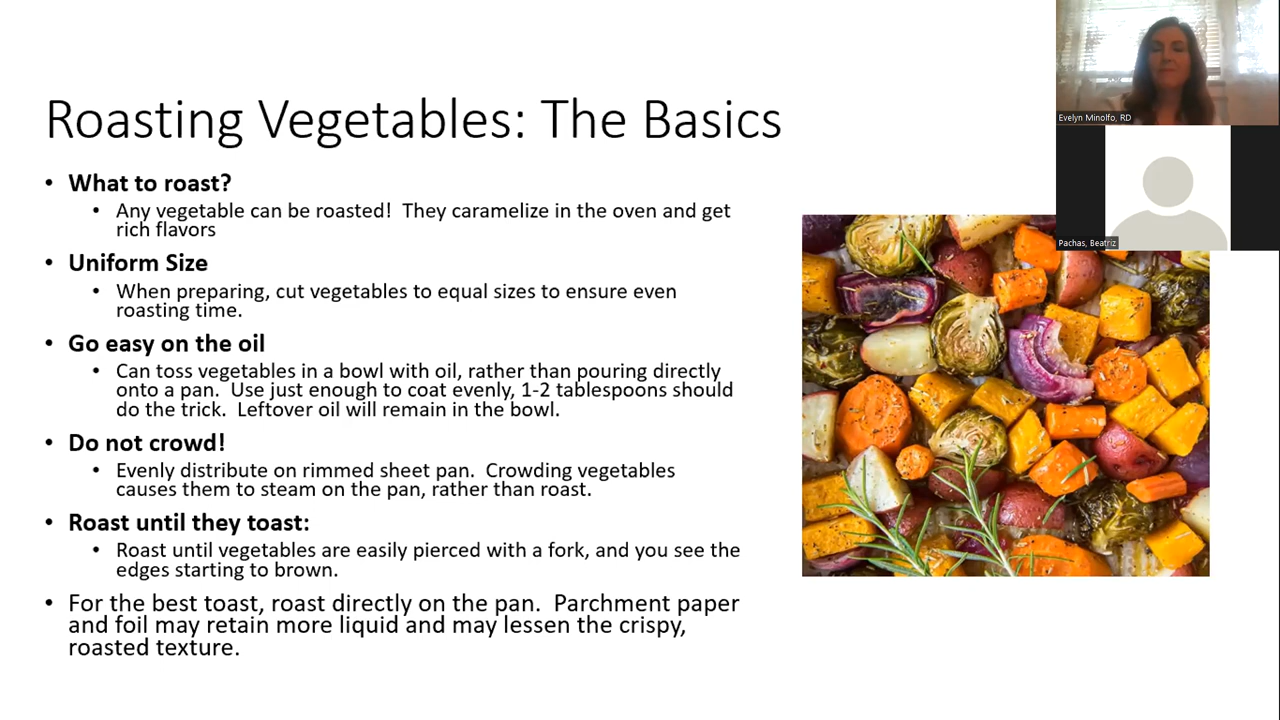 Roasting Vegetables: The Basics
• What to roast?
• Any vegetable can be roasted!  They caramelize in the oven and get
rich flavors
• Uniform Size
• When preparing, cut vegetables to equal sizes to ensure even
roasting time.
• Go easy on the oil
• Can toss vegetables in a bowl with oil, rather than pouring directly
onto a pan.  Use just enough to coat evenly, 1-2 tablespoons should
do the trick.  Leftover oil will remain in the bowl.
• Do not crowd!
• Evenly distribute on rimmed sheet pan.  Crowding vegetables
causes them to steam on the pan, rather than roast.
• Roast until they toast:
• Roast until vegetables are easily pierced with a fork, and you see the
edges starting to brown.
• For the best toast, roast directly on the pan.  Parchment paper
and foil may retain more liquid and may lessen the crispy,
roasted texture.
Evelyn Minolfo, RD
Pachas, Beatriz